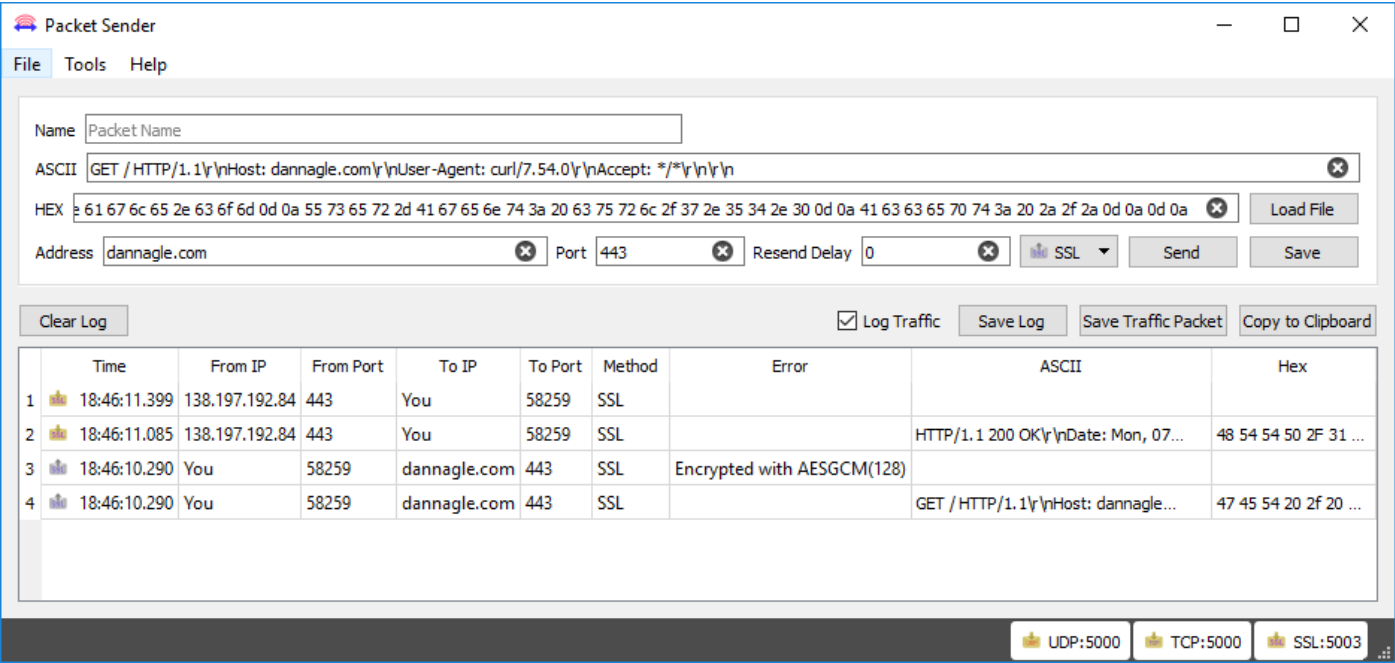 Packet Sender
File Tools Help
Name Packet Name
ASCII GET / HTTP/1.1\r\nHost: dannagle.com\r\nUser-Agent: curl/7.54.0\r\nAccept: */*\r\n\r\n
HEX e 61 67 6c 65 2e 63 6f 6d 0d 0a 55 73 65 72 2d 41 67 65 6e 74 3a 20 63 75 72 6c 2f 37 2e 35 34 2e 30 0d 0a 41 63 63 65 70 74 3a 20 2a 2f 2a 0d 0a 0d 0a Load File
Address dannagle.com Port 443 Resend Delay 0 SSL Send Save
Clear Log Log Traffic Save Log Save Traffic Packet Copy to Clipboard
Time From IP From Port To IP To Port Method Error ASCII Hex
1 18:46:11.399 138.197.192.84 443 You 58259 SSL
2 18:46:11.085 138.197.192.84 443 You 58259 SSL HTTP/1.1 200 OK\r\nDate: Mon, 07... 48 54 54 50 2F 31 ...
3 18:46:10.290 You 58259 dannagle.com 443 SSL Encrypted with AESGCM(128)
4 18:46:10.290 You 58259 dannagle.com 443 SSL GET / HTTP/1.1\r\nHost: dannagle... 47 45 54 20 2f 20 ...
UDP:5000 TCP:5000 SSL:5003